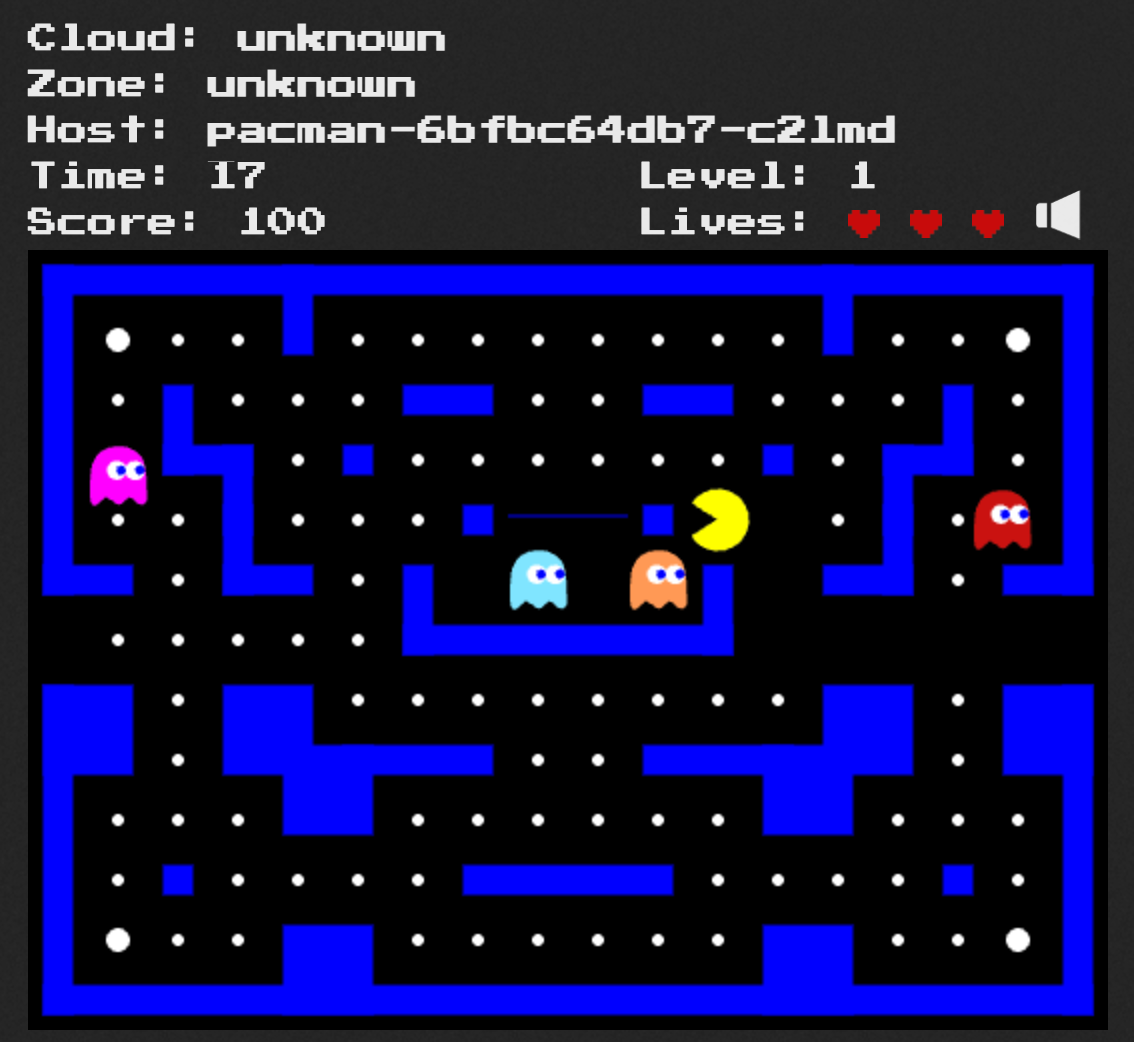 Cloud: unknown
Zone: unknown
Host: pacman-6bfbc64db7-c2lmd
Time: 17 Level: 1
Score: 100 Lives: